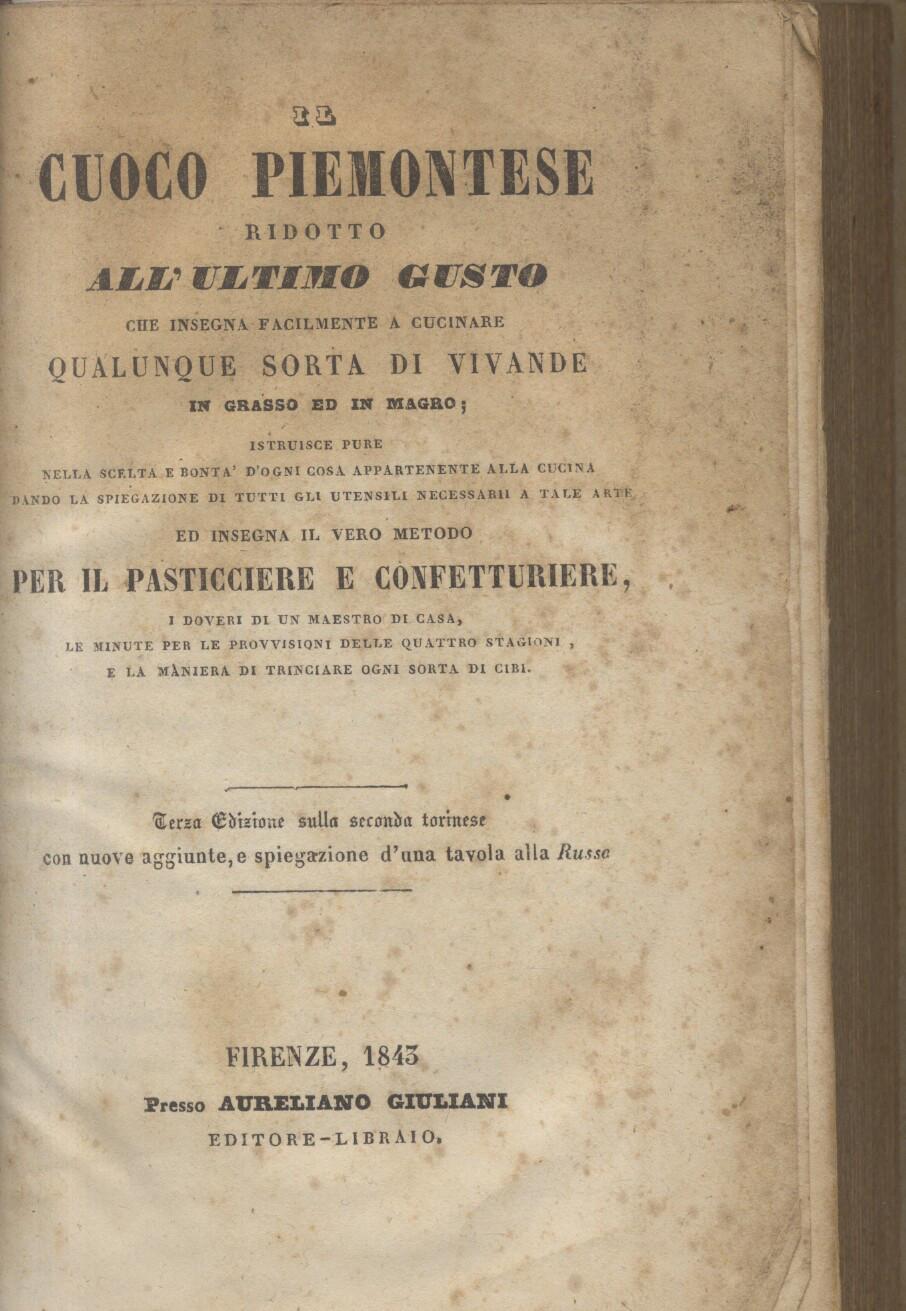 IL
CUOCO PIEMONTESE
RIDOTTO
ALL' ULTIMO GUSTO
CHE INSEGNA FACILMENTE A CUCINARE
QUALUNQUE SORTA DI VIVANDE
IN GRASSO ED IN MAGRO;
ISTRUISCE PURE
NELLA SCELTA E BONTA' D'OGNI COSA APPARTENENTE ALLA CUCINA
DANDO LA SPIEGAZIONE DI TUTTI GLI UTENSILI NECESSARII A TALE ARTE
ED INSEGNA IL VERO METODO
PER IL PASTICCIERE E CONFETTURIERE,
I DOVERI DI UN MAESTRO DI CASA,
LE MINUTE PER LE PROVVISIONI DELLE QUATTRO STAGIONI,
E LA MANIERA DI TRINCIARE OGNI SORTA DI CIBI.
Terza Edizione sulla seconda torinese
con nuove aggiunte, e spiegazione d'una tavola alla Russa
FIRENZE, 1843
Presso AURELIANO GIULIANI
EDITORE-LIBRAIO.